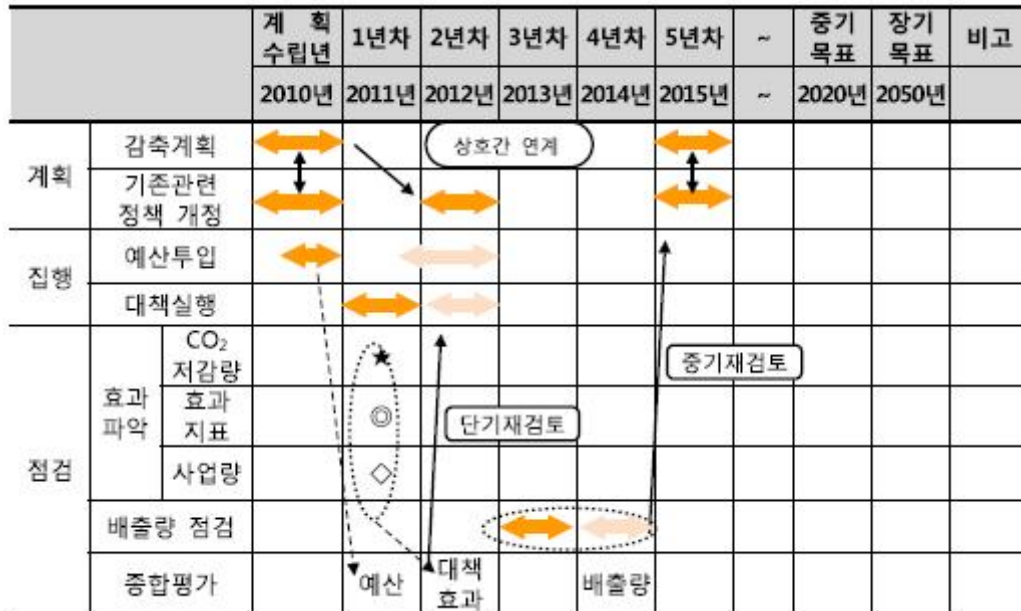 계 획 수립년 1년차 2년차 3년차 4년차 5년차 ~ 중기 목표 장기 목표 비고
2010년 2011년 2012년 2013년 2014년 2015년 ~ 2020년 2050년
계획
감축계획
상호간 연계
기존관련
정책 개정
집행
예산투입
대책실행
점검
효과
파악
CO₂
저감량
★
중기재검토
효과
지표
◎
단기재검토
사업량
◇
배출량 점검
종합평가
예산
대책
효과
배출량